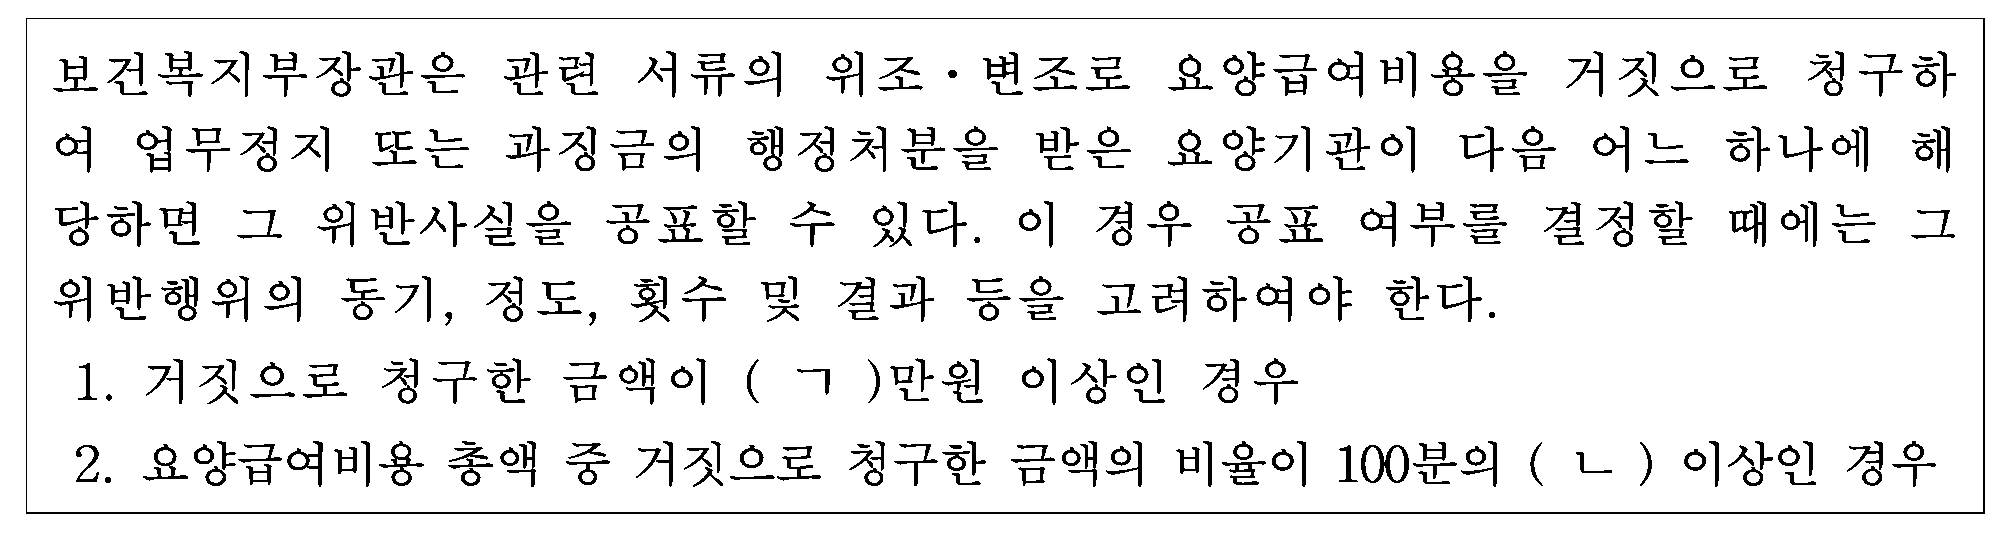 보건복지부장관은 관련 서류의 위조·변조로 요양급여비용을 거짓으로 청구하
여 업무정지 또는 과징금의 행정처분을 받은 요양기관이 다음 어느 하나에 해
당하면 그 위반사실을 공표할 수 있다. 이 경우 공표 여부를 결정할 때에는 그
위반행위의 동기, 정도, 횟수 및 결과 등을 고려하여야 한다.
1. 거짓으로 청구한 금액이 ( ㄱ )만원 이상인 경우
2. 요양급여비용 총액 중 거짓으로 청구한 금액의 비율이 100분의 ( ㄴ ) 이상인 경우